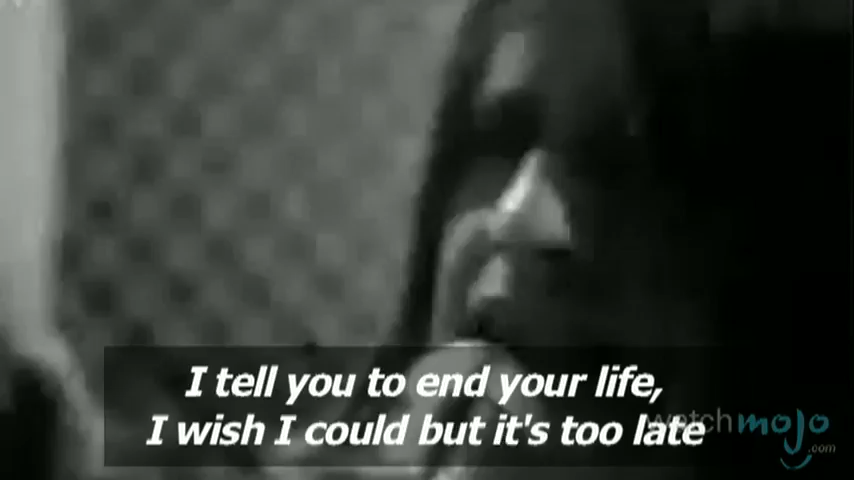 I tell you to end your life,
I wish I could but it's too late
watchmojo
.com